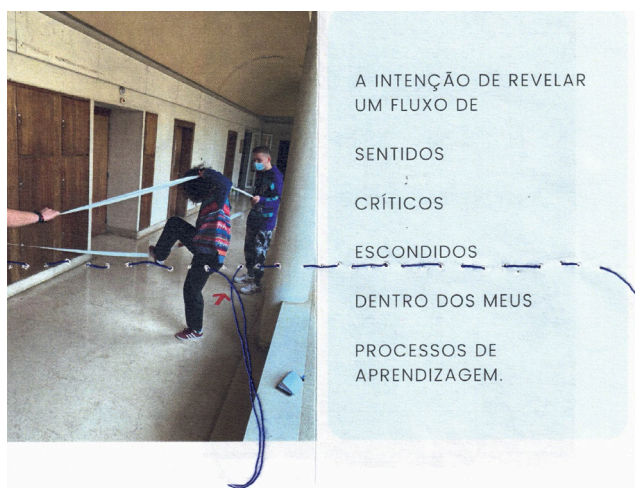 A INTENÇÃO DE REVELAR
UM FLUXO DE
SENTIDOS
CRÍTICOS
ESCONDIDOS
DENTRO DOS MEUS
PROCESSOS DE
APRENDIZAGEM.